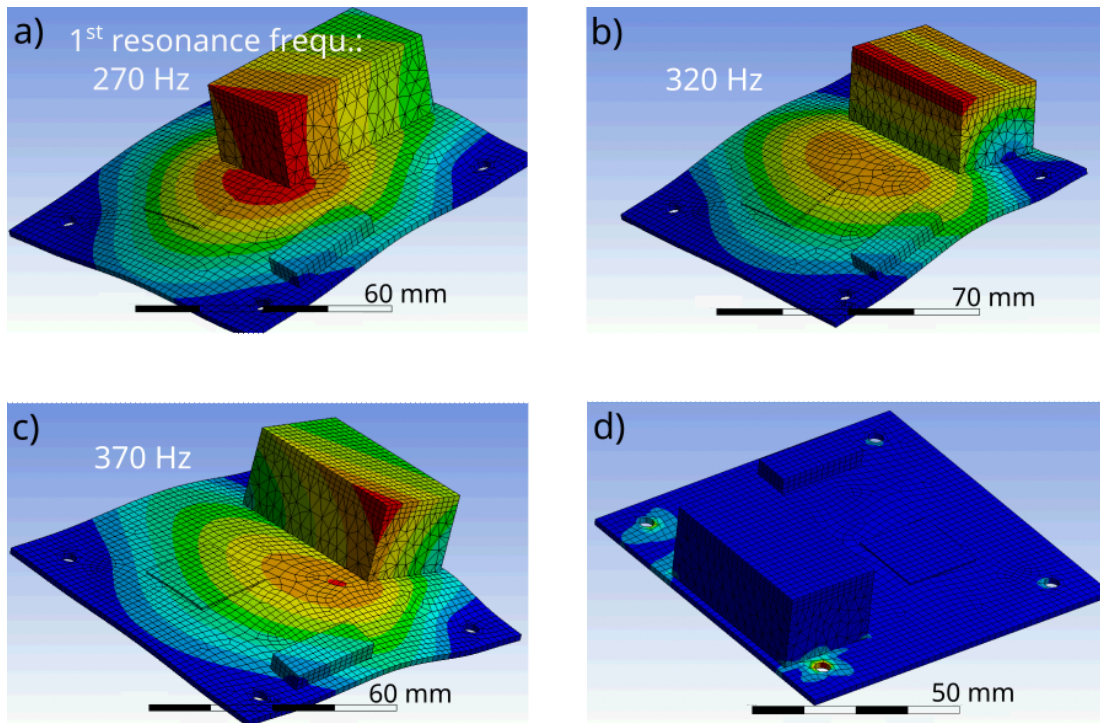 a) 1st resonance frequ.:
270 Hz
60 mm
b)
320 Hz
70 mm
c)
370 Hz
60 mm
d)
50 mm